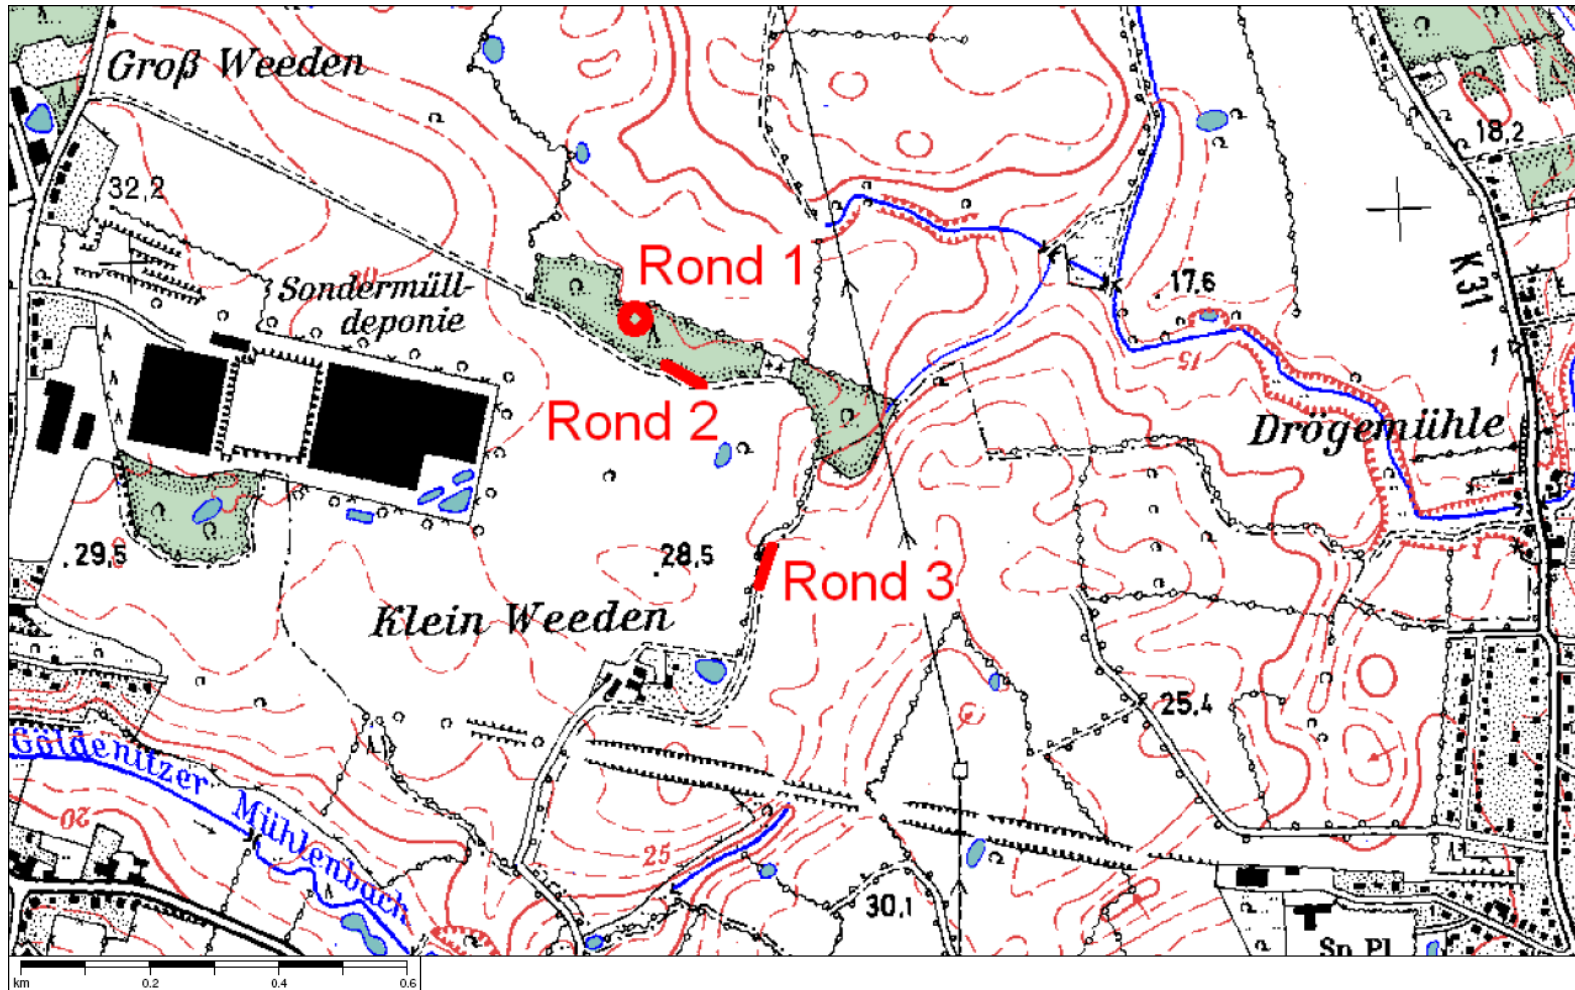 Groß Weeden
18.2
32,2
Rond 1
K31
17.6
30
Sondermüll-
deponie
15
1
Rond 2
Drögemühle
29,5
28,5
Rond 3
Klein Weeden
25,4
Göldenitzer Mühlenbach
20
25
30,1
Sp. Pl.
km 0.2 0.4 0.6